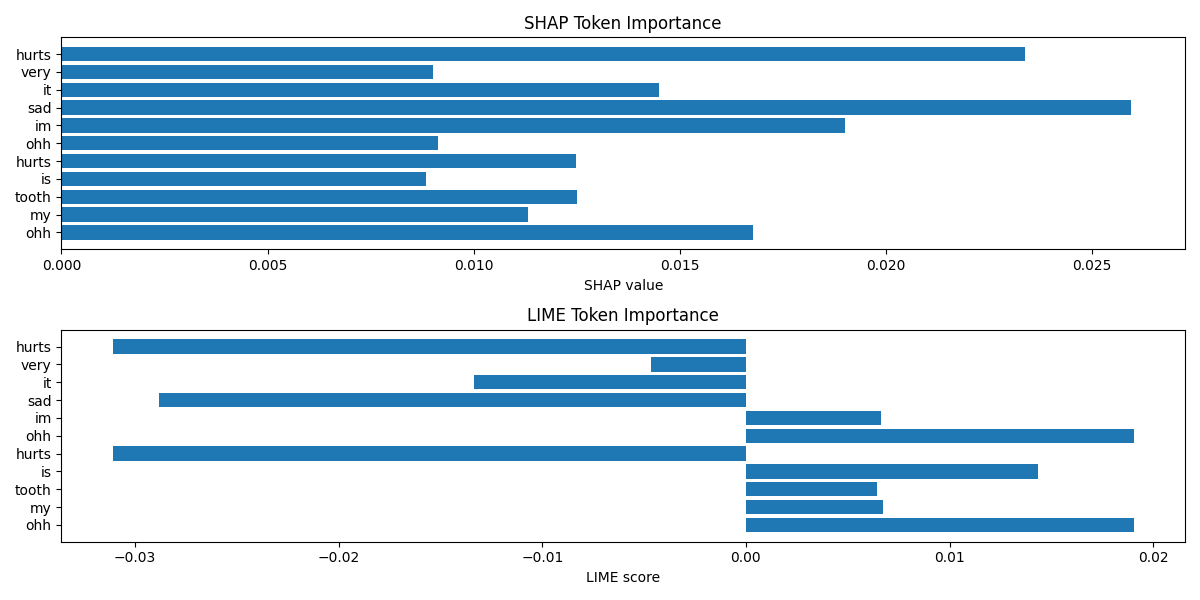 SHAP Token Importance
hurts
very
it
sad
im
ohh
hurts
is
tooth
my
ohh
0.000 0.005 0.010 0.015 0.020 0.025
SHAP value
LIME Token Importance
hurts
very
it
sad
im
ohh
hurts
is
tooth
my
ohh
−0.03 −0.02 −0.01 0.00 0.01 0.02
LIME score